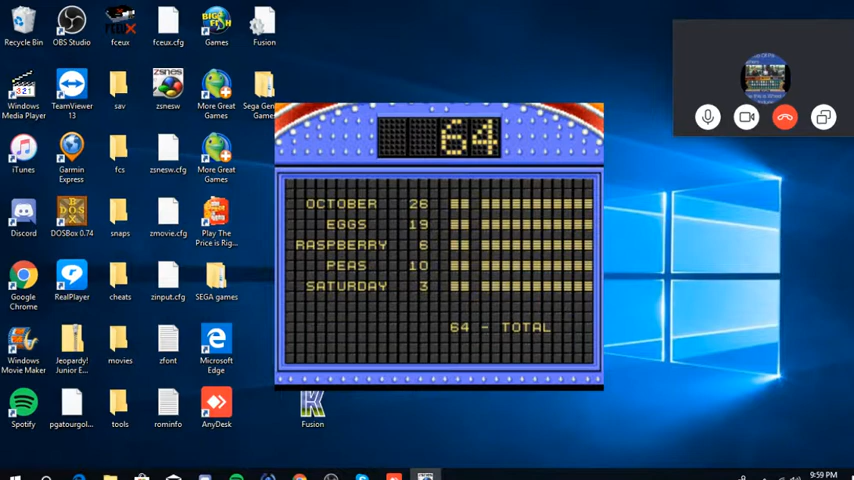 Recycle Bin
OBS Studio
fceux
fceux.cfg
Games
Fusion
Windows Media Player
TeamViewer 13
sav
zsnesw
More Great Games
Sega Gen
iTunes
Garmin Express
fcs
zsnesw.cfg
More Great Games
Discord
DOSBox 0.74
snaps
zmovie.cfg
Play The Price is Rig...
Google Chrome
RealPlayer
cheats
zinput.cfg
SEGA games
Windows Movie Maker
Jeopardy! Junior E...
movies
zfont
Microsoft Edge
Spotify
pgatourgol...
tools
rominfo
AnyDesk
Fusion
64
OCTOBER 26
EGGS 19
RASPBERRY 6
PEAS 10
SATURDAY 3
64 - TOTAL
9:59 PM